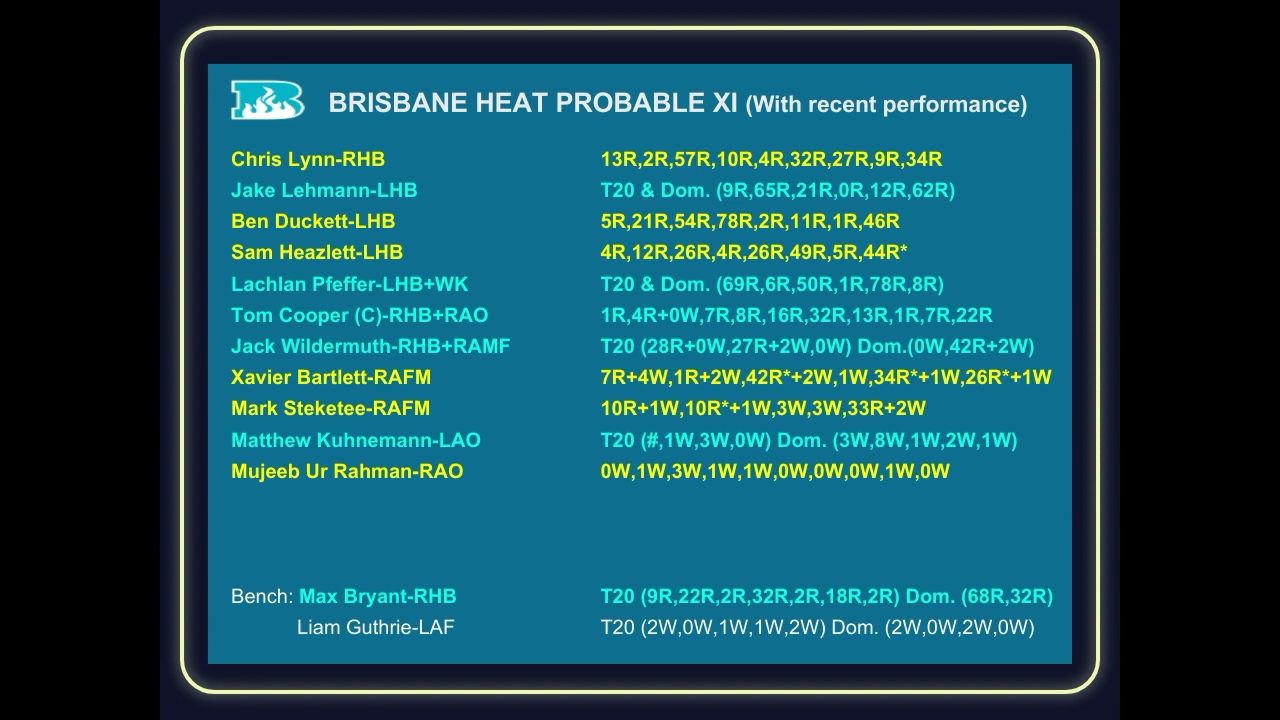 BRISBANE HEAT PROBABLE XI (With recent performance)
Chris Lynn-RHB 13R,2R,57R,10R,4R,32R,27R,9R,34R
Jake Lehmann-LHB T20 & Dom. (9R,65R,21R,0R,12R,62R)
Ben Duckett-LHB 5R,21R,54R,78R,2R,11R,1R,46R
Sam Heazlett-LHB 4R,12R,26R,4R,26R,49R,5R,44R*
Lachlan Pfeffer-LHB+WK T20 & Dom. (69R,6R,50R,1R,78R,8R)
Tom Cooper (C)-RHB+RAO 1R,4R+0W,7R,8R,16R,32R,13R,1R,7R,22R
Jack Wildermuth-RHB+RAMF T20 (28R+0W,27R+2W,0W) Dom.(0W,42R+2W)
Xavier Bartlett-RAFM 7R+4W,1R+2W,42R*+2W,1W,34R*+1W,26R*+1W
Mark Steketee-RAFM 10R+1W,10R*+1W,3W,3W,33R+2W
Matthew Kuhnemann-LAO T20 (#,1W,3W,0W) Dom. (3W,8W,1W,2W,1W)
Mujeeb Ur Rahman-RAO 0W,1W,3W,1W,1W,0W,0W,0W,1W,0W
Bench: Max Bryant-RHB T20 (9R,22R,2R,32R,2R,18R,2R) Dom. (68R,32R)
Liam Guthrie-LAF T20 (2W,0W,1W,1W,2W) Dom. (2W,0W,2W,0W)